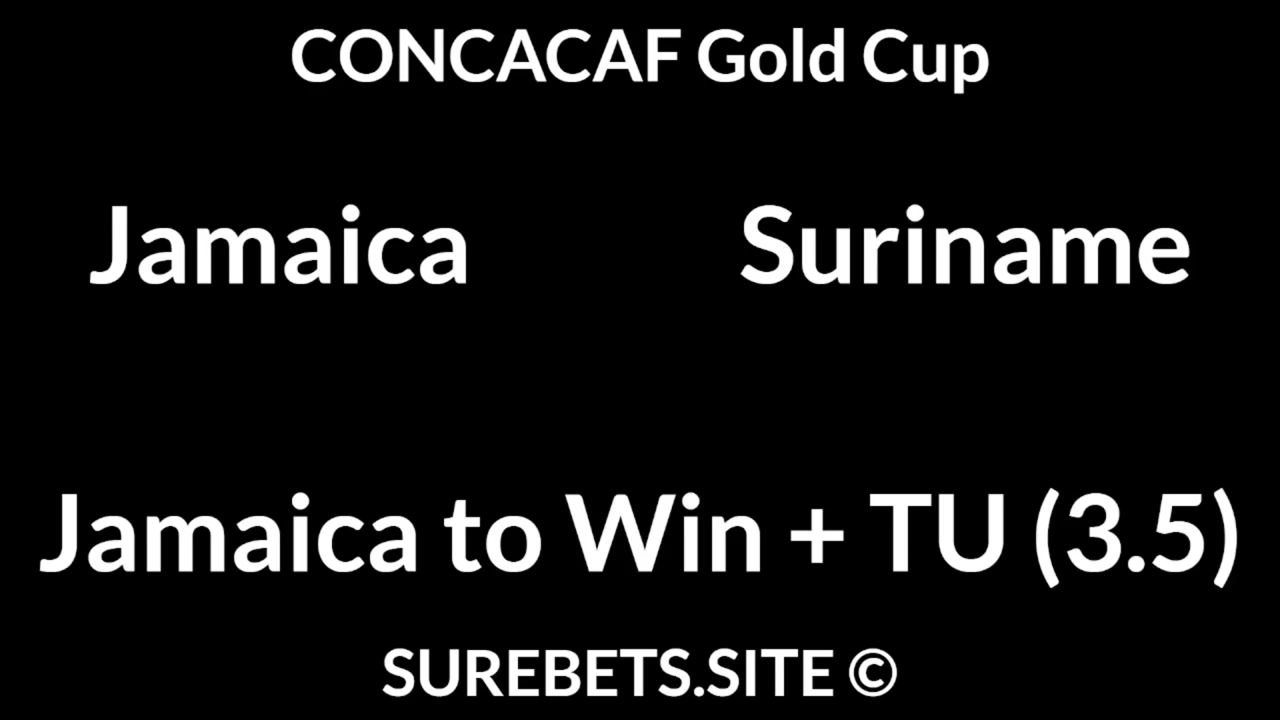 CONCACAF Gold Cup
Jamaica Suriname
Jamaica to Win + TU (3.5)
SUREBETS.SITE ©